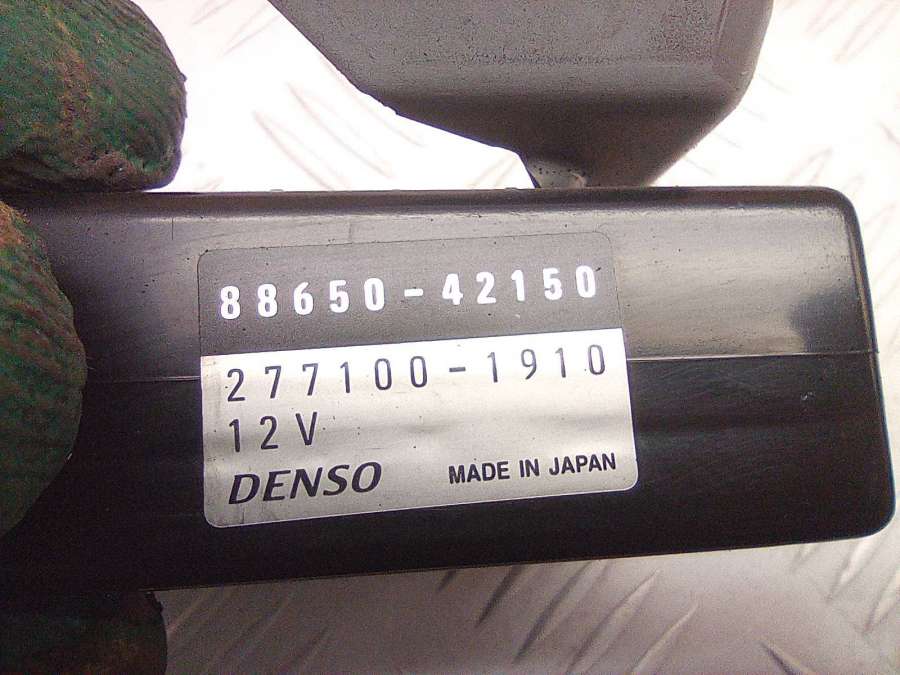 88650-42150
277100-1910
12V
DENSO MADE IN JAPAN